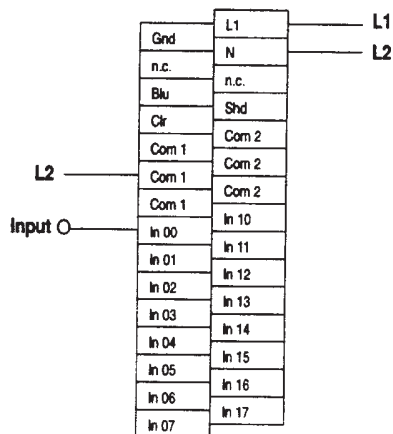 L1
L1
Gnd
N
L2
n.c.
n.c.
Blu
Shd
Clr
Com 2
Com 1
Com 2
L2
Com 1
Com 2
Com 1
In 10
Input
In 00
In 11
In 01
In 12
In 02
In 13
In 03
In 14
In 04
In 15
In 05
In 16
In 06
In 17
In 07